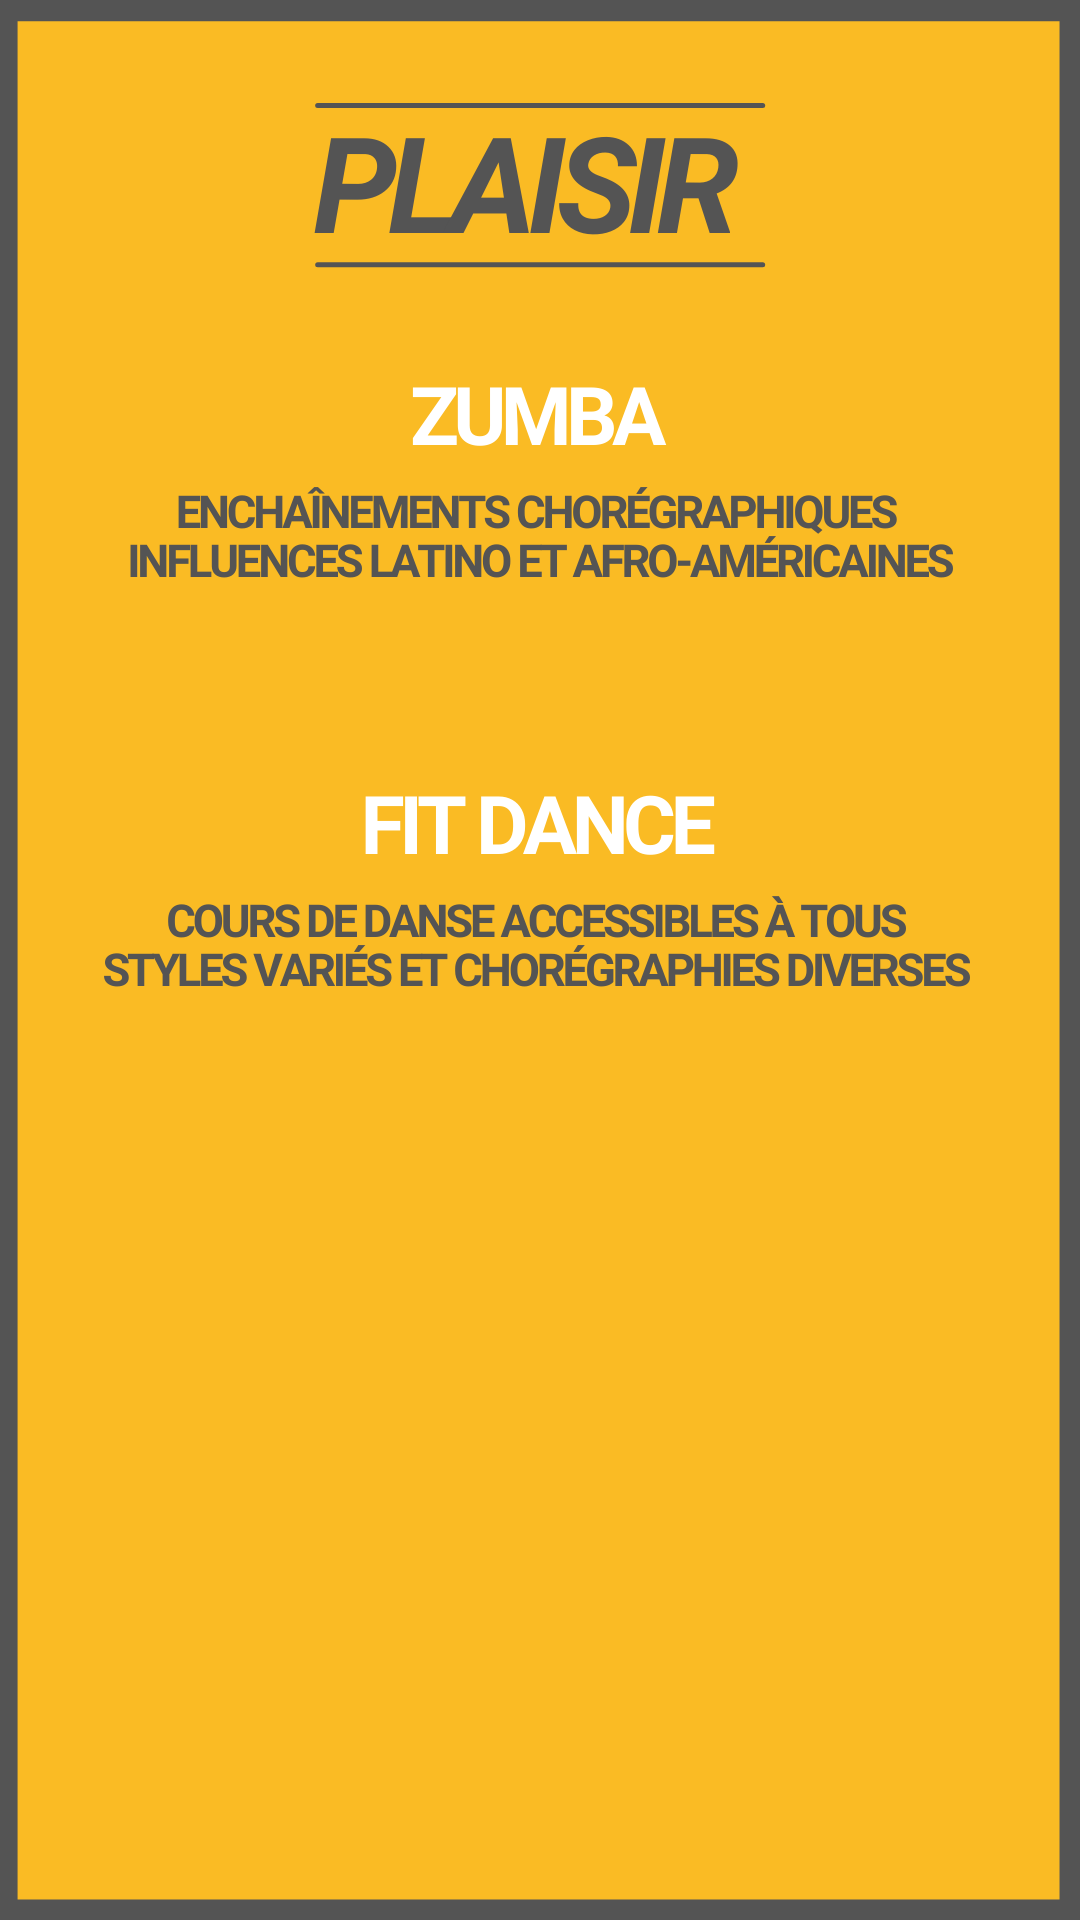 PLAISIR
ZUMBA
ENCHAÎNEMENTS CHORÉGRAPHIQUES
INFLUENCES LATINO ET AFRO-AMÉRICAINES
FIT DANCE
COURS DE DANSE ACCESSIBLES À TOUS
STYLES VARIÉS ET CHORÉGRAPHIES DIVERSES